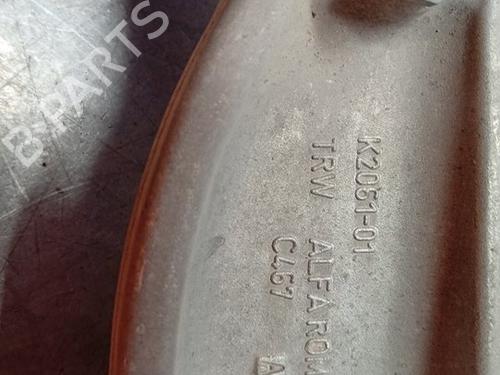 B-PARTS
K2051-01
TRW ALFA ROM
C457